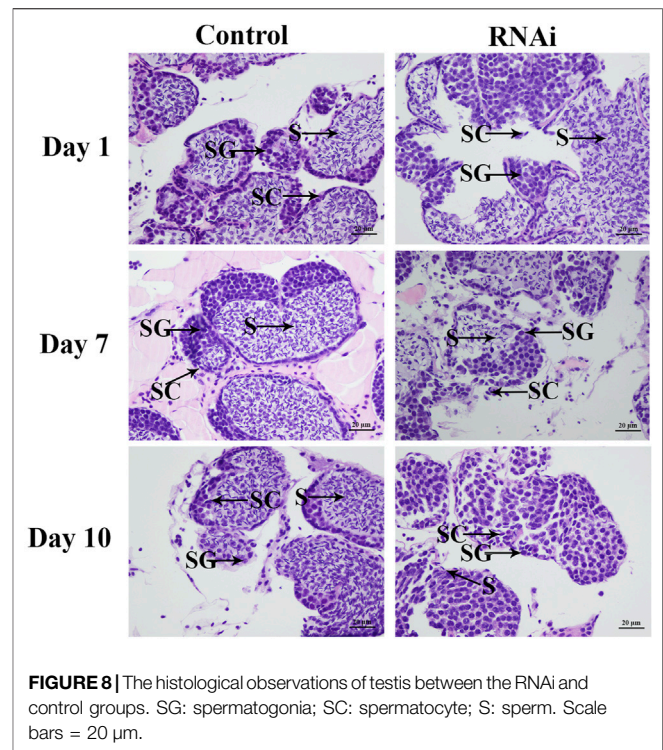 Control RNAi
Day 1
S
SG
SC
20 µm
SC
S
SG
20 µm
Day 7
SG
S
SC
20 µm
S
SG
SC
20 µm
Day 10
SC
S
SG
20 µm
SC
SG
S
20 µm
FIGURE 8 | The histological observations of testis between the RNAi and
control groups. SG: spermatogonia; SC: spermatocyte; S: sperm. Scale
bars = 20 µm.